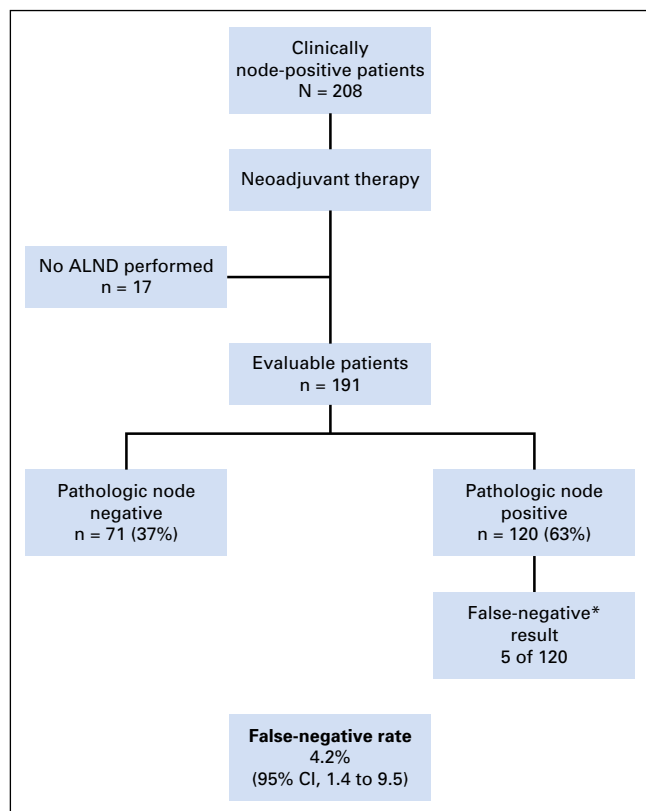 Clinically
node-positive patients
N = 208
Neoadjuvant therapy
No ALND performed
n = 17
Evaluable patients
n = 191
Pathologic node
negative
n = 71 (37%)
Pathologic node
positive
n = 120 (63%)
False-negative*
result
5 of 120
False-negative rate
4.2%
(95% CI, 1.4 to 9.5)